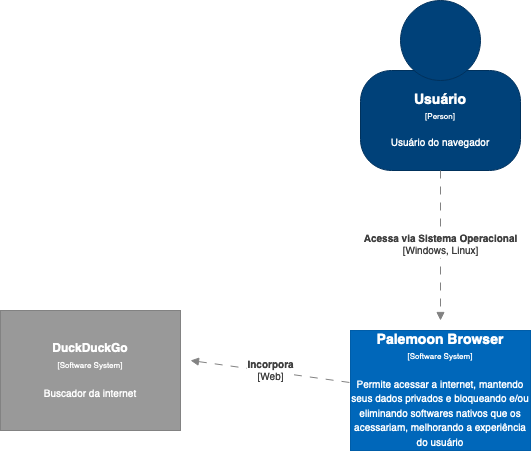 Usuário
[Person]
Usuário do navegador
Acessa via Sistema Operacional
[Windows, Linux]
DuckDuckGo
[Software System]
Buscador da internet
Incorpora
[Web]
Palemoon Browser
[Software System]
Permite acessar a internet, mantendo
seus dados privados e bloqueando e/ou
eliminando softwares nativos que os
acessariam, melhorando a experiência
do usuário